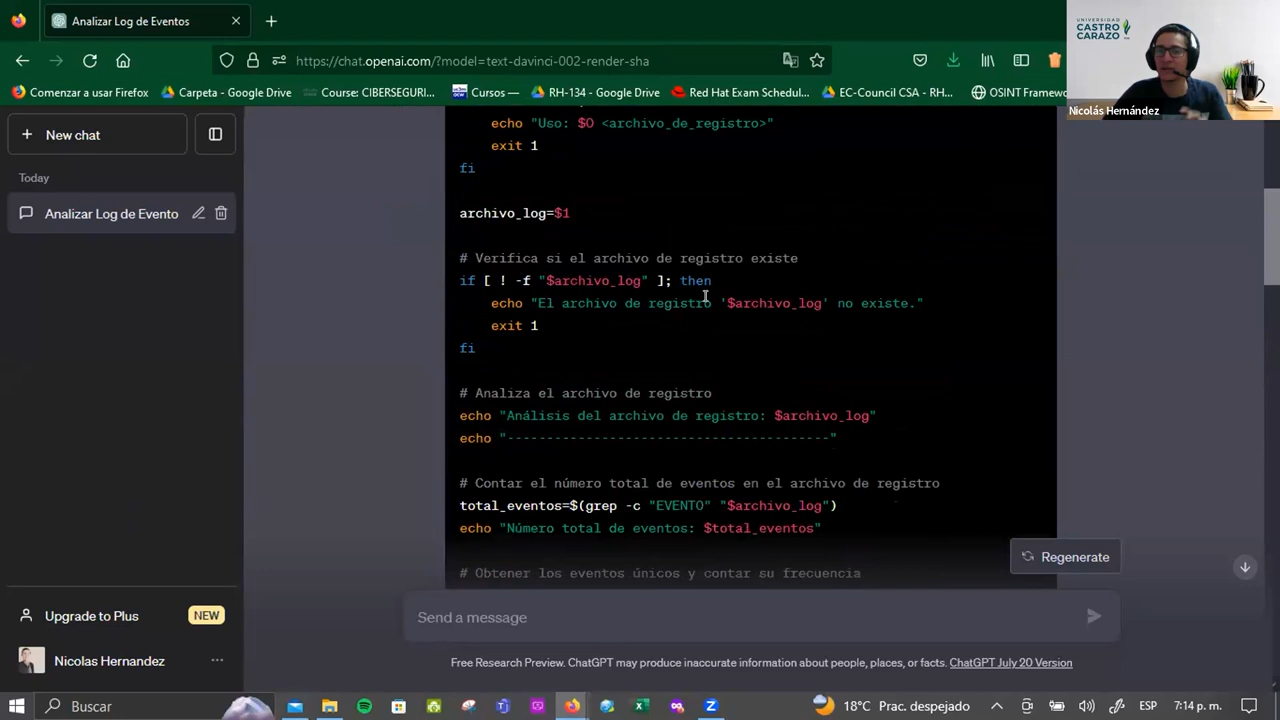 Analizar Log de Eventos
https://chat.openai.com/?model=text-davinci-002-render-sha
Comenzar a usar Firefox
Carpeta - Google Drive
Course: CIBERSEGURI...
Cursos —
RH-134 - Google Drive
Red Hat Exam Schedul...
EC-Council CSA - RH...
OSINT Framewo
UNIVERSIDAD
CASTRO
CARAZO
Nicolás Hernández
New chat
Today
Analizar Log de Evento
Upgrade to Plus
NEW
Nicolas Hernandez
echo "Uso: $0 <archivo_de_registro>"
exit 1
fi
archivo_log=$1
# Verifica si el archivo de registro existe
if [ ! -f "$archivo_log" ]; then
echo "El archivo de registro '$archivo_log' no existe."
exit 1
fi
# Analiza el archivo de registro
echo "Análisis del archivo de registro: $archivo_log"
echo "-----------------------------------------"
# Contar el número total de eventos en el archivo de registro
total_eventos=$(grep -c "EVENTO" "$archivo_log")
echo "Número total de eventos: $total_eventos"
# Obtener los eventos únicos y contar su frecuencia
Regenerate
Send a message
Free Research Preview. ChatGPT may produce inaccurate information about people, places, or facts. ChatGPT July 20 Version
Buscar
18°C Prac. despejado
ESP
7:14 p. m.